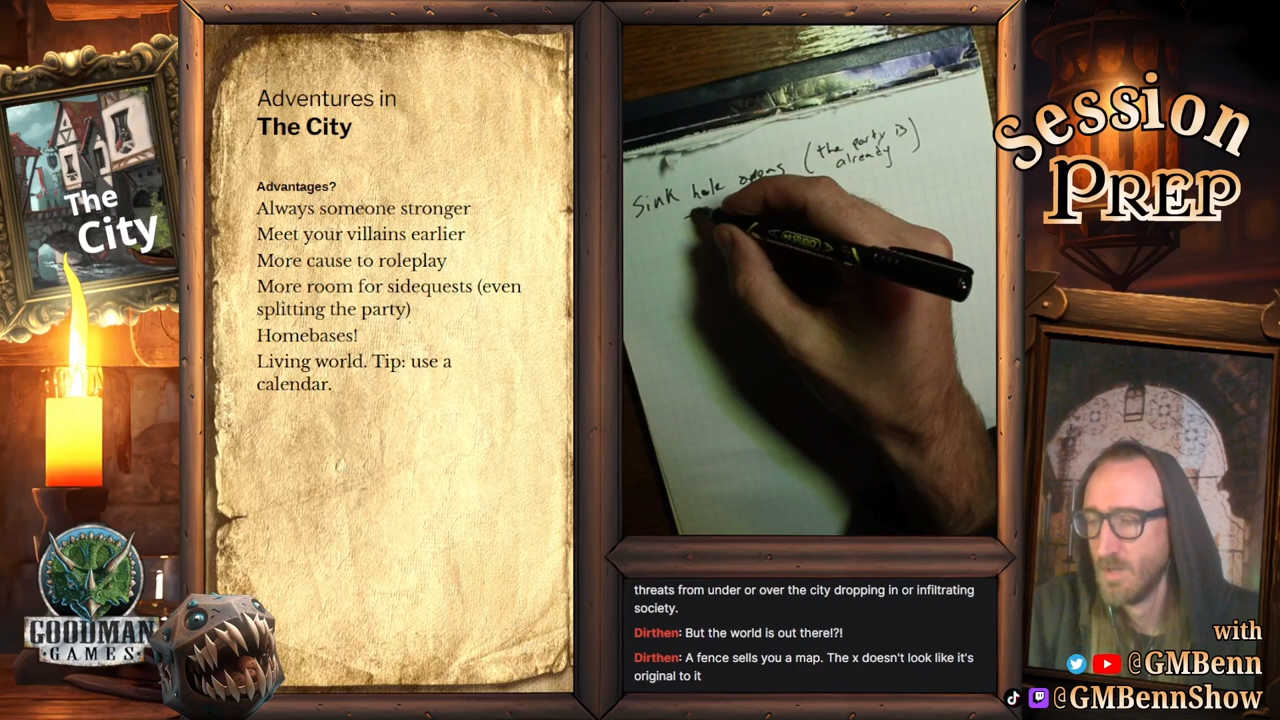 The
City
Adventures in
The City
Advantages?
Always someone stronger
Meet your villains earlier
More cause to roleplay
More room for sidequests (even
splitting the party)
Homebases!
Living world. Tip: use a
calendar.
Sink hole opens (the party is
already)
threats from under or over the city dropping in or infiltrating
society.
Dirthen: But the world is out there!?!
Dirthen: A fence sells you a map. The x doesn't look like it's
original to it
Session
PREP
with
@GMBenn
@GMBennShow
GOODMAN
GAMES